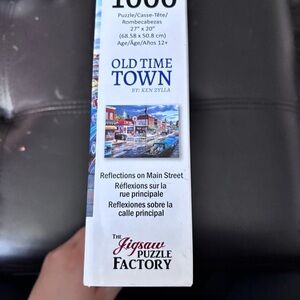 1000
Puzzle/Casse-Tête/
Rombecabezas
27" x 20"
(68.58 x 50.8 cm)
Age/Âge/Años 12+
OLD TIME
TOWN
BY: KEN ZYLLA
Reflections on Main Street
Réflexions sur la
rue principale
Reflexiones sobre la
calle principal
THE
Jigsaw
PUZZLE
FACTORY